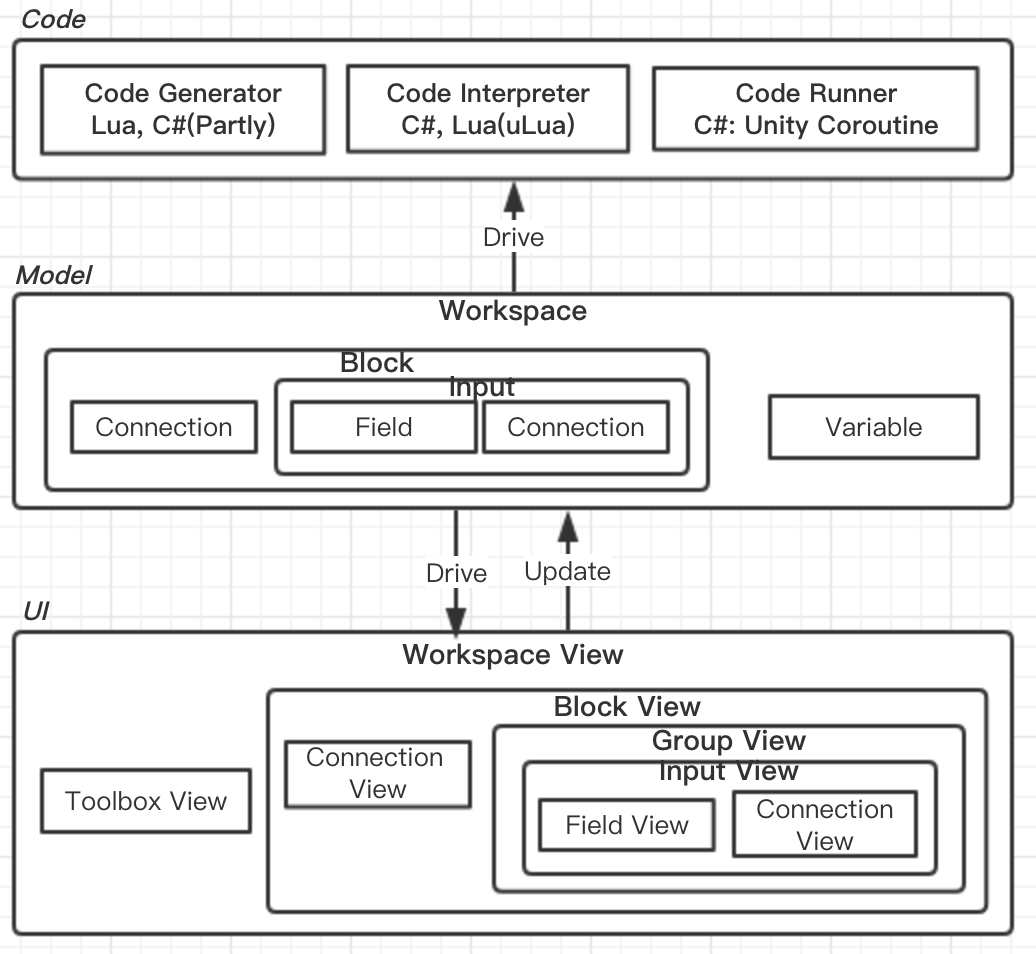 Code
Code Generator
Lua, C#(Partly)
Code Interpreter
C#, Lua(uLua)
Code Runner
C#: Unity Coroutine
Drive
Model
Workspace
Block
Input
Connection
Field
Connection
Variable
Drive
Update
UI
Workspace View
Block View
Group View
Input View
Toolbox View
Connection
View
Field View
Connection
View